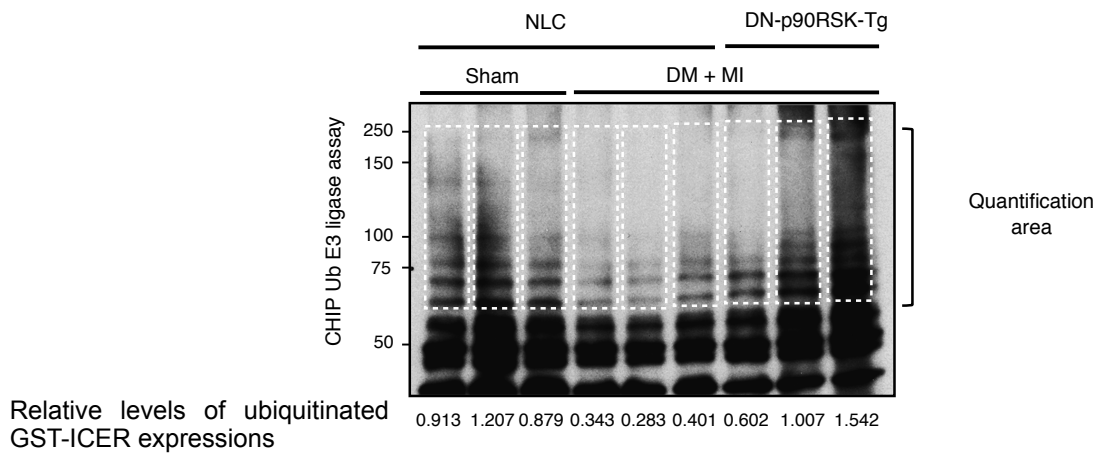 NLC
DN-p90RSK-Tg
Sham
DM + MI
CHIP Ub E3 ligase assay
250
150
100
75
50
Quantification
area
Relative levels of ubiquitinated
GST-ICER expressions
0.913 1.207 0.879 0.343 0.283 0.401 0.602 1.007 1.542